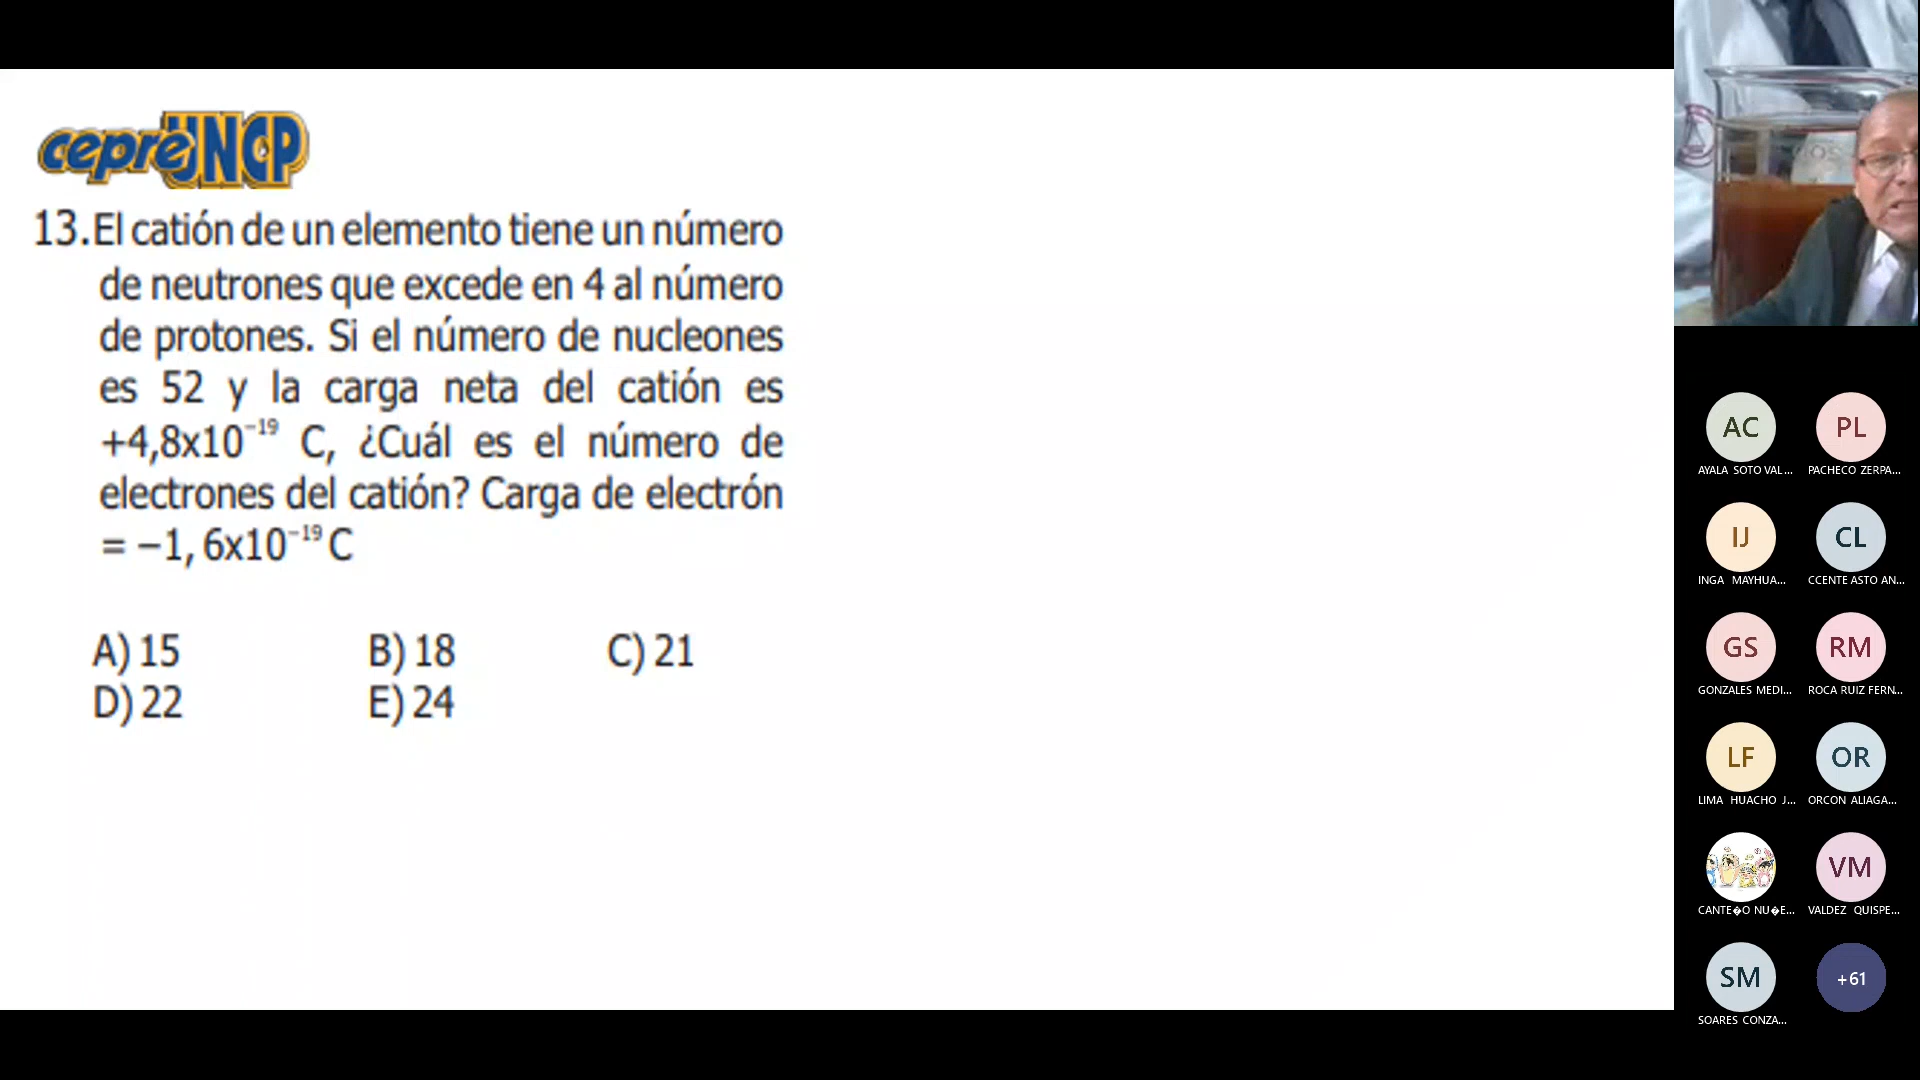 cepreUNCP
13. El catión de un elemento tiene un número
de neutrones que excede en 4 al número
de protones. Si el número de nucleones
es 52 y la carga neta del catión es
+4,8x10⁻¹⁹ C, ¿Cuál es el número de
electrones del catión? Carga de electrón
= −1, 6x10⁻¹⁹ C
A) 15 B) 18 C) 21
D) 22 E) 24
AC PL
AYALA SOTO VAL... PACHECO ZERPA...
IJ CL
INGA MAYHUA... CCENTE ASTO AN...
GS RM
GONZALES MEDI... ROCA RUIZ FERN...
LF OR
LIMA HUACHO J... ORCON ALIAGA...
VM
CANTE�O NU�E... VALDEZ QUISPE...
SM +61
SOARES CONZA...